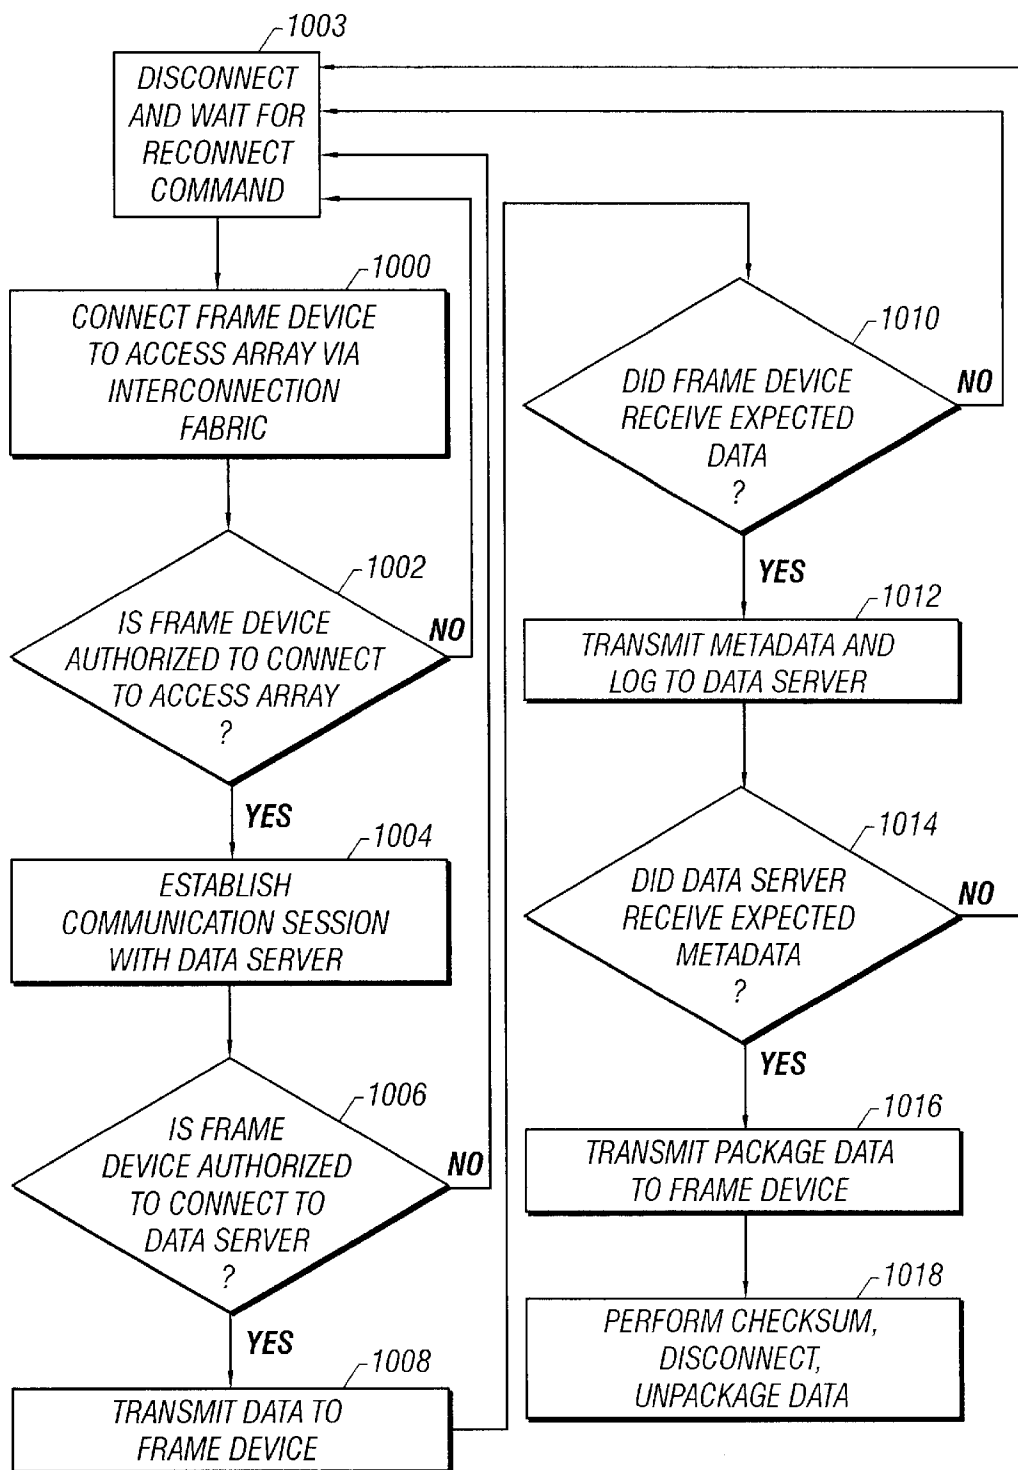 1003
DISCONNECT
AND WAIT FOR
RECONNECT
COMMAND
1000
CONNECT FRAME DEVICE
TO ACCESS ARRAY VIA
INTERCONNECTION
FABRIC
1002
IS FRAME DEVICE
AUTHORIZED TO CONNECT
TO ACCESS ARRAY
?
NO
YES
1004
ESTABLISH
COMMUNICATION SESSION
WITH DATA SERVER
1006
IS FRAME
DEVICE AUTHORIZED
TO CONNECT TO
DATA SERVER
?
NO
YES
1008
TRANSMIT DATA TO
FRAME DEVICE
1010
DID FRAME DEVICE
RECEIVE EXPECTED
DATA
?
NO
YES
1012
TRANSMIT METADATA AND
LOG TO DATA SERVER
1014
DID DATA SERVER
RECEIVE EXPECTED
METADATA
?
NO
YES
1016
TRANSMIT PACKAGE DATA
TO FRAME DEVICE
1018
PERFORM CHECKSUM,
DISCONNECT,
UNPACKAGE DATA